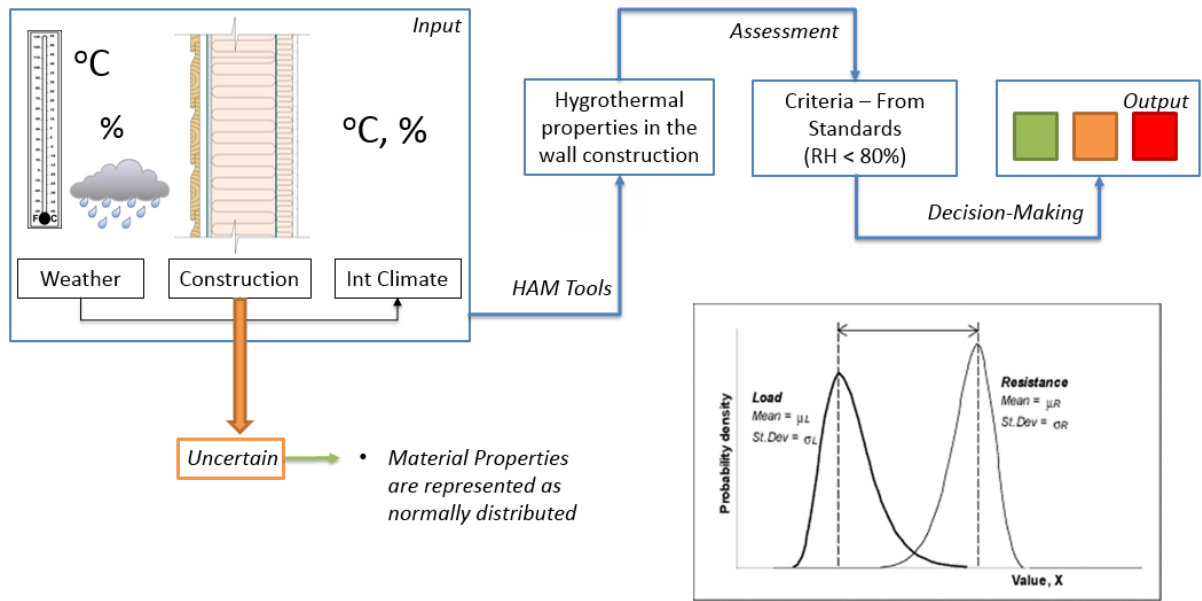 Input
°C
%
°C, %
F C
Weather
Construction
Int Climate
HAM Tools
Hygrothermal
properties in the
wall construction
Assessment
Criteria – From
Standards
(RH < 80%)
Decision-Making
Output
Uncertain
• Material Properties
are represented as
normally distributed
Probability density
Load
Mean = μL
St.Dev = σL
Resistance
Mean = μR
St.Dev = σR
Value, X